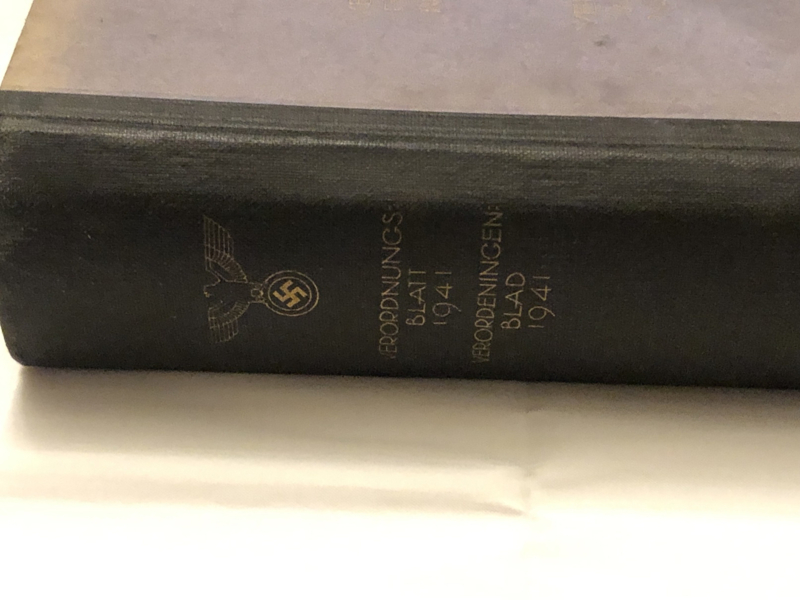 VERORDNUNGS-
BLATT
1941
VERORDENINGEN-
BLAD
1941